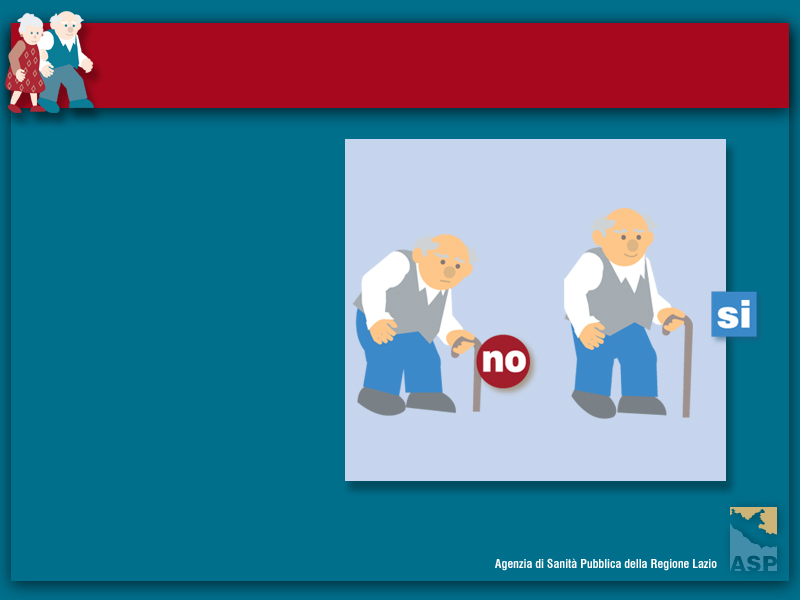 no
si
Agenzia di Sanità Pubblica della Regione Lazio
ASP